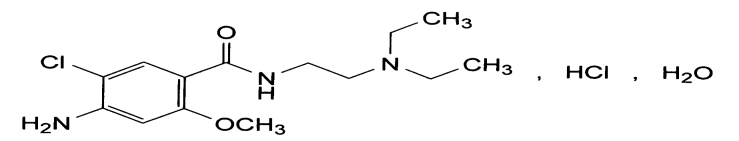 CH₃
O
Cl
N
CH₃ , HCl , H₂O
N
H
H₂N
OCH₃